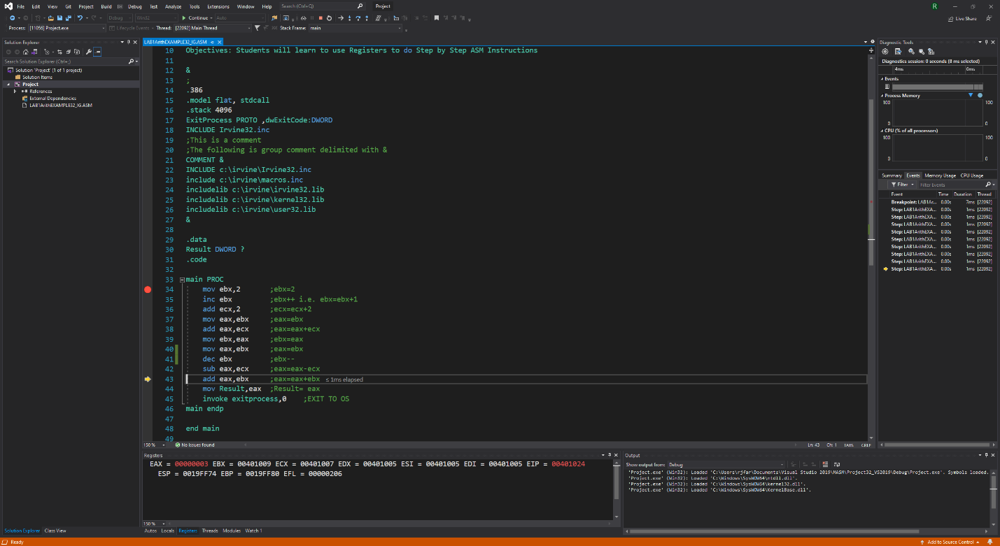 File Edit View Git Project Build Debug Test Analyze Tools Extensions Window Help Search (Ctrl+Q) Project R
Debug Win32 Continue Auto Live Share
Process: [11056] Project.exe Lifecycle Events Thread: [22092] Main Thread Stack Frame: main
Solution Explorer
Search Solution Explorer (Ctrl+;)
Solution 'Project' (1 of 1 project)
Solution Items
Project
References
External Dependencies
LAB1ArithEXAMPLE32_IG.ASM
LAB1ArithEXAMPLE32_IG.ASM
10 Objectives: Students will learn to use Registers to do Step by Step ASM Instructions
11
12 &
13 ;
14 .386
15 .model flat, stdcall
16 .stack 4096
17 ExitProcess PROTO ,dwExitCode:DWORD
18 INCLUDE Irvine32.inc
19 ;This is a comment
20 ;The following is group comment delimited with &
21 COMMENT &
22 INCLUDE c:\irvine\Irvine32.inc
23 include c:\irvine\macros.inc
24 includelib c:\irvine\irvine32.lib
25 includelib c:\irvine\kernel32.lib
26 includelib c:\irvine\user32.lib
27 &
28
29 .data
30 Result DWORD ?
31 .code
32
33 main PROC
34 mov ebx,2 ;ebx=2
35 inc ebx ;ebx++ i.e. ebx=ebx+1
36 add ecx,2 ;ecx=ecx+2
37 mov eax,ebx ;eax=ebx
38 add eax,ecx ;eax=eax+ecx
39 mov ebx,eax ;ebx=eax
40 mov eax,ebx ;eax=ebx
41 dec ebx ;ebx--
42 sub eax,ecx ;eax=eax-ecx
43 add eax,ebx ;eax=eax+ebx ≤ 1ms elapsed
44 mov Result,eax ;Result= eax
45 invoke exitprocess,0 ;EXIT TO OS
46 main endp
47
48 end main
49
150 % No issues found Ln: 43 Ch: 1 TABS CRLF
Registers
EAX = 00000003 EBX = 00401009 ECX = 00401007 EDX = 00401005 ESI = 00401005 EDI = 00401005 EIP = 00401024
ESP = 0019FF74 EBP = 0019FF80 EFL = 00000206
150 %
Autos Locals Registers Threads Modules Watch 1
Solution Explorer Class View
Output
Show output from: Debug
'Project.exe' (Win32): Loaded 'C:\Users\rjfar\Documents\Visual Studio 2019\MASM\Project32_VS2019\Debug\Project.exe'. Symbols loaded.
'Project.exe' (Win32): Loaded 'C:\Windows\SysWOW64\ntdll.dll'.
'Project.exe' (Win32): Loaded 'C:\Windows\SysWOW64\kernel32.dll'.
'Project.exe' (Win32): Loaded 'C:\Windows\SysWOW64\KernelBase.dll'.
Diagnostic Tools
Diagnostics session: 0 seconds (8 ms selected)
4ms 6ms
Events
Process Memory
100 100
0 0
CPU (% of all processors)
100 100
0 0
Summary Events Memory Usage CPU Usage
Filter Filter Events
Event Time Duration Thread
Breakpoint: LAB1Ar... 0.00s 7ms [22092]
Step: LAB1ArithEXA... 0.00s 1ms [22092]
Step: LAB1ArithEXA... 0.00s 1ms [22092]
Step: LAB1ArithEXA... 0.00s 1ms [22092]
Step: LAB1ArithEXA... 0.00s 1ms [22092]
Step: LAB1ArithEXA... 0.00s 1ms [22092]
Step: LAB1ArithEXA... 0.00s 1ms [22092]
Step: LAB1ArithEXA... 0.00s 1ms [22092]
Step: LAB1ArithEXA... 0.00s 1ms [22092]
Step: LAB1ArithEXA... 0.00s 1ms [22092]
Ready Add to Source Control